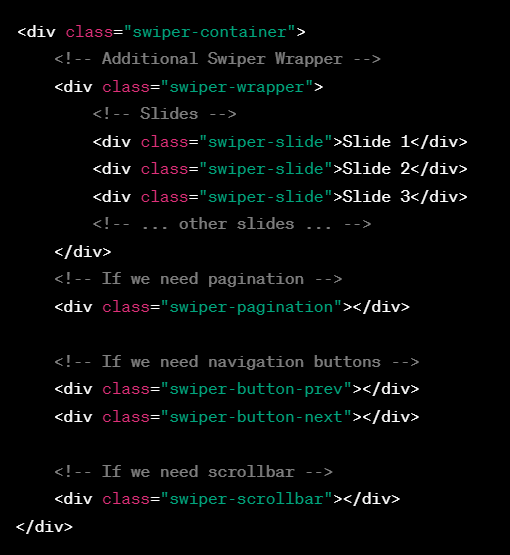 <div class="swiper-container">
    <!-- Additional Swiper Wrapper -->
    <div class="swiper-wrapper">
        <!-- Slides -->
        <div class="swiper-slide">Slide 1</div>
        <div class="swiper-slide">Slide 2</div>
        <div class="swiper-slide">Slide 3</div>
        <!-- ... other slides ... -->
    </div>
    <!-- If we need pagination -->
    <div class="swiper-pagination"></div>

    <!-- If we need navigation buttons -->
    <div class="swiper-button-prev"></div>
    <div class="swiper-button-next"></div>

    <!-- If we need scrollbar -->
    <div class="swiper-scrollbar"></div>
</div>